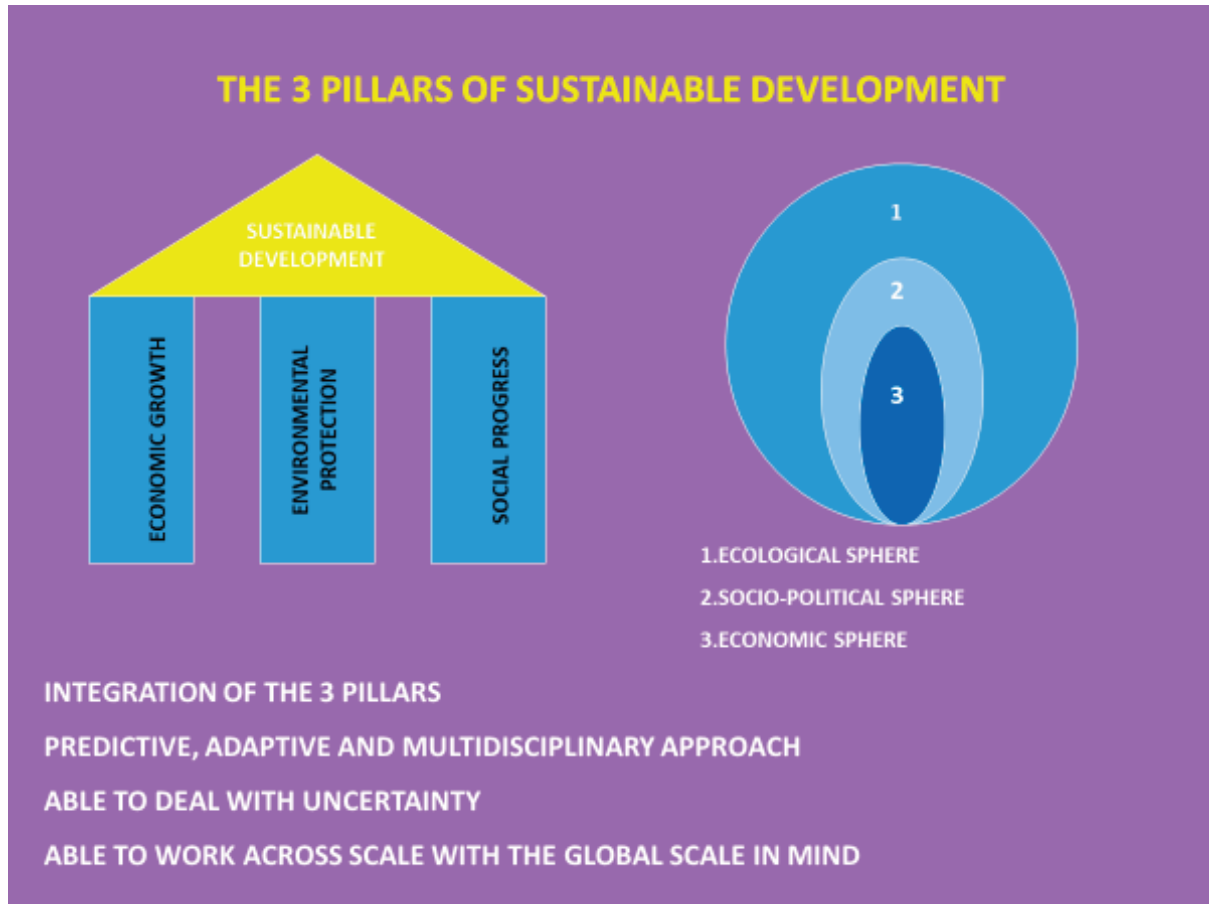 THE 3 PILLARS OF SUSTAINABLE DEVELOPMENT
SUSTAINABLE
DEVELOPMENT
ECONOMIC GROWTH
ENVIRONMENTAL
PROTECTION
SOCIAL PROGRESS
1
2
3
1.ECOLOGICAL SPHERE
2.SOCIO-POLITICAL SPHERE
3.ECONOMIC SPHERE
INTEGRATION OF THE 3 PILLARS
PREDICTIVE, ADAPTIVE AND MULTIDISCIPLINARY APPROACH
ABLE TO DEAL WITH UNCERTAINTY
ABLE TO WORK ACROSS SCALE WITH THE GLOBAL SCALE IN MIND